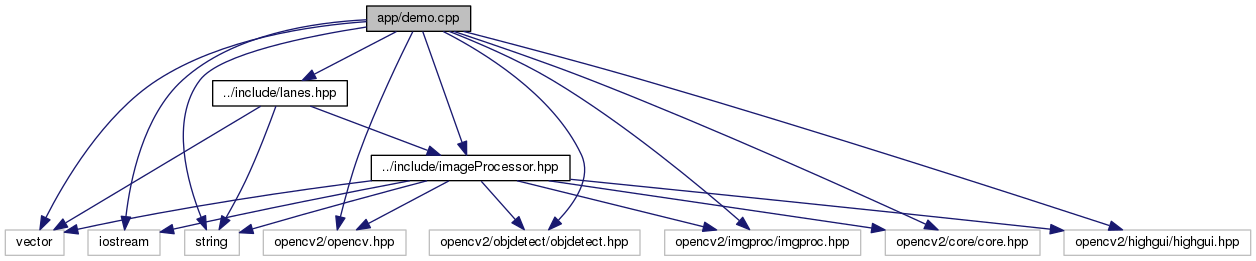 app/demo.cpp
../include/lanes.hpp
../include/imageProcessor.hpp
vector
iostream
string
opencv2/opencv.hpp
opencv2/objdetect/objdetect.hpp
opencv2/imgproc/imgproc.hpp
opencv2/core/core.hpp
opencv2/highgui/highgui.hpp